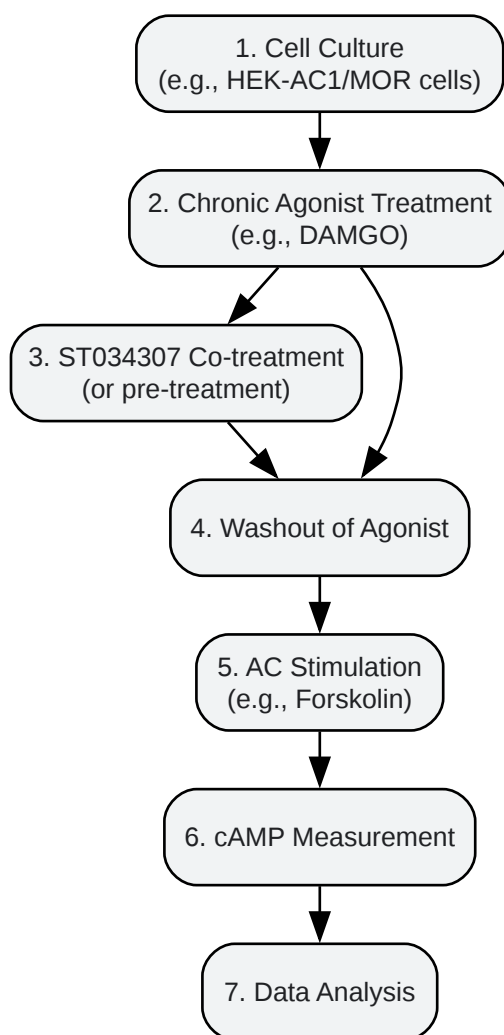 1. Cell Culture
(e.g., HEK-AC1/MOR cells)
2. Chronic Agonist Treatment
(e.g., DAMGO)
3. ST034307 Co-treatment
(or pre-treatment)
4. Washout of Agonist
5. AC Stimulation
(e.g., Forskolin)
6. cAMP Measurement
7. Data Analysis